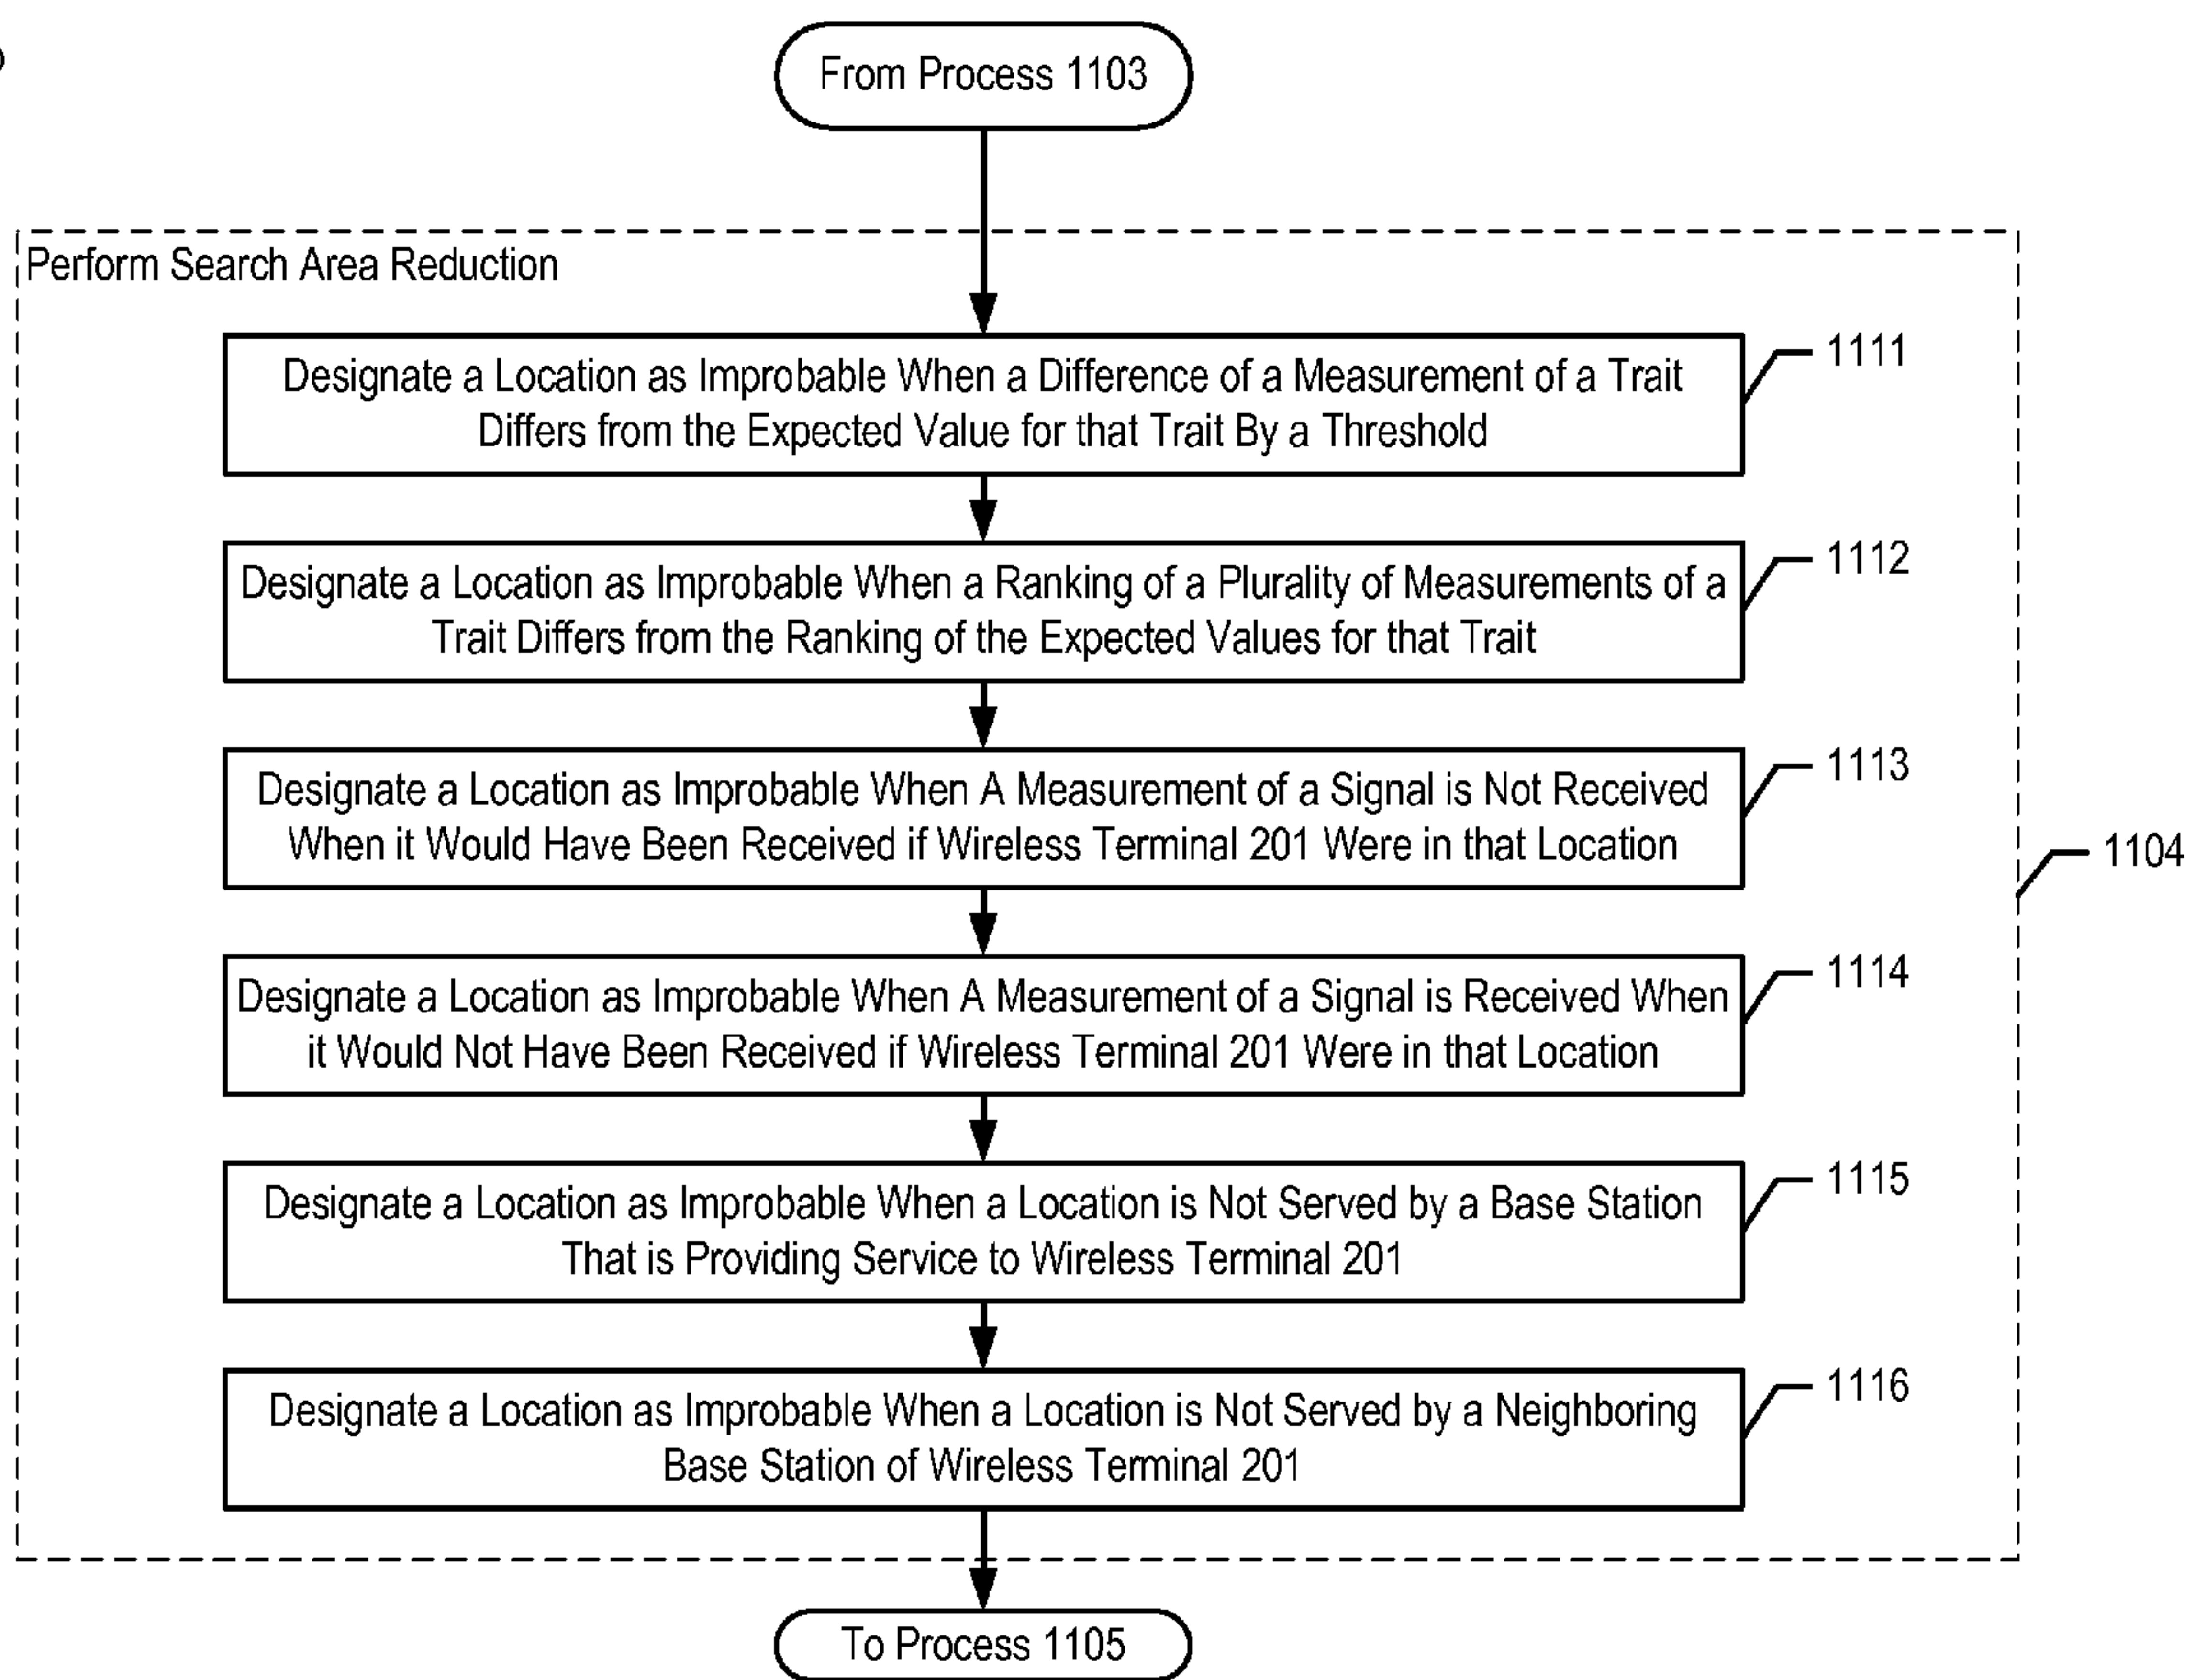 From Process 1103
Perform Search Area Reduction
Designate a Location as Improbable When a Difference of a Measurement of a Trait
Differs from the Expected Value for that Trait By a Threshold
1111
Designate a Location as Improbable When a Ranking of a Plurality of Measurements of a
Trait Differs from the Ranking of the Expected Values for that Trait
1112
Designate a Location as Improbable When A Measurement of a Signal is Not Received
When it Would Have Been Received if Wireless Terminal 201 Were in that Location
1113
1104
Designate a Location as Improbable When A Measurement of a Signal is Received When
it Would Not Have Been Received if Wireless Terminal 201 Were in that Location
1114
Designate a Location as Improbable When a Location is Not Served by a Base Station
That is Providing Service to Wireless Terminal 201
1115
Designate a Location as Improbable When a Location is Not Served by a Neighboring
Base Station of Wireless Terminal 201
1116
To Process 1105